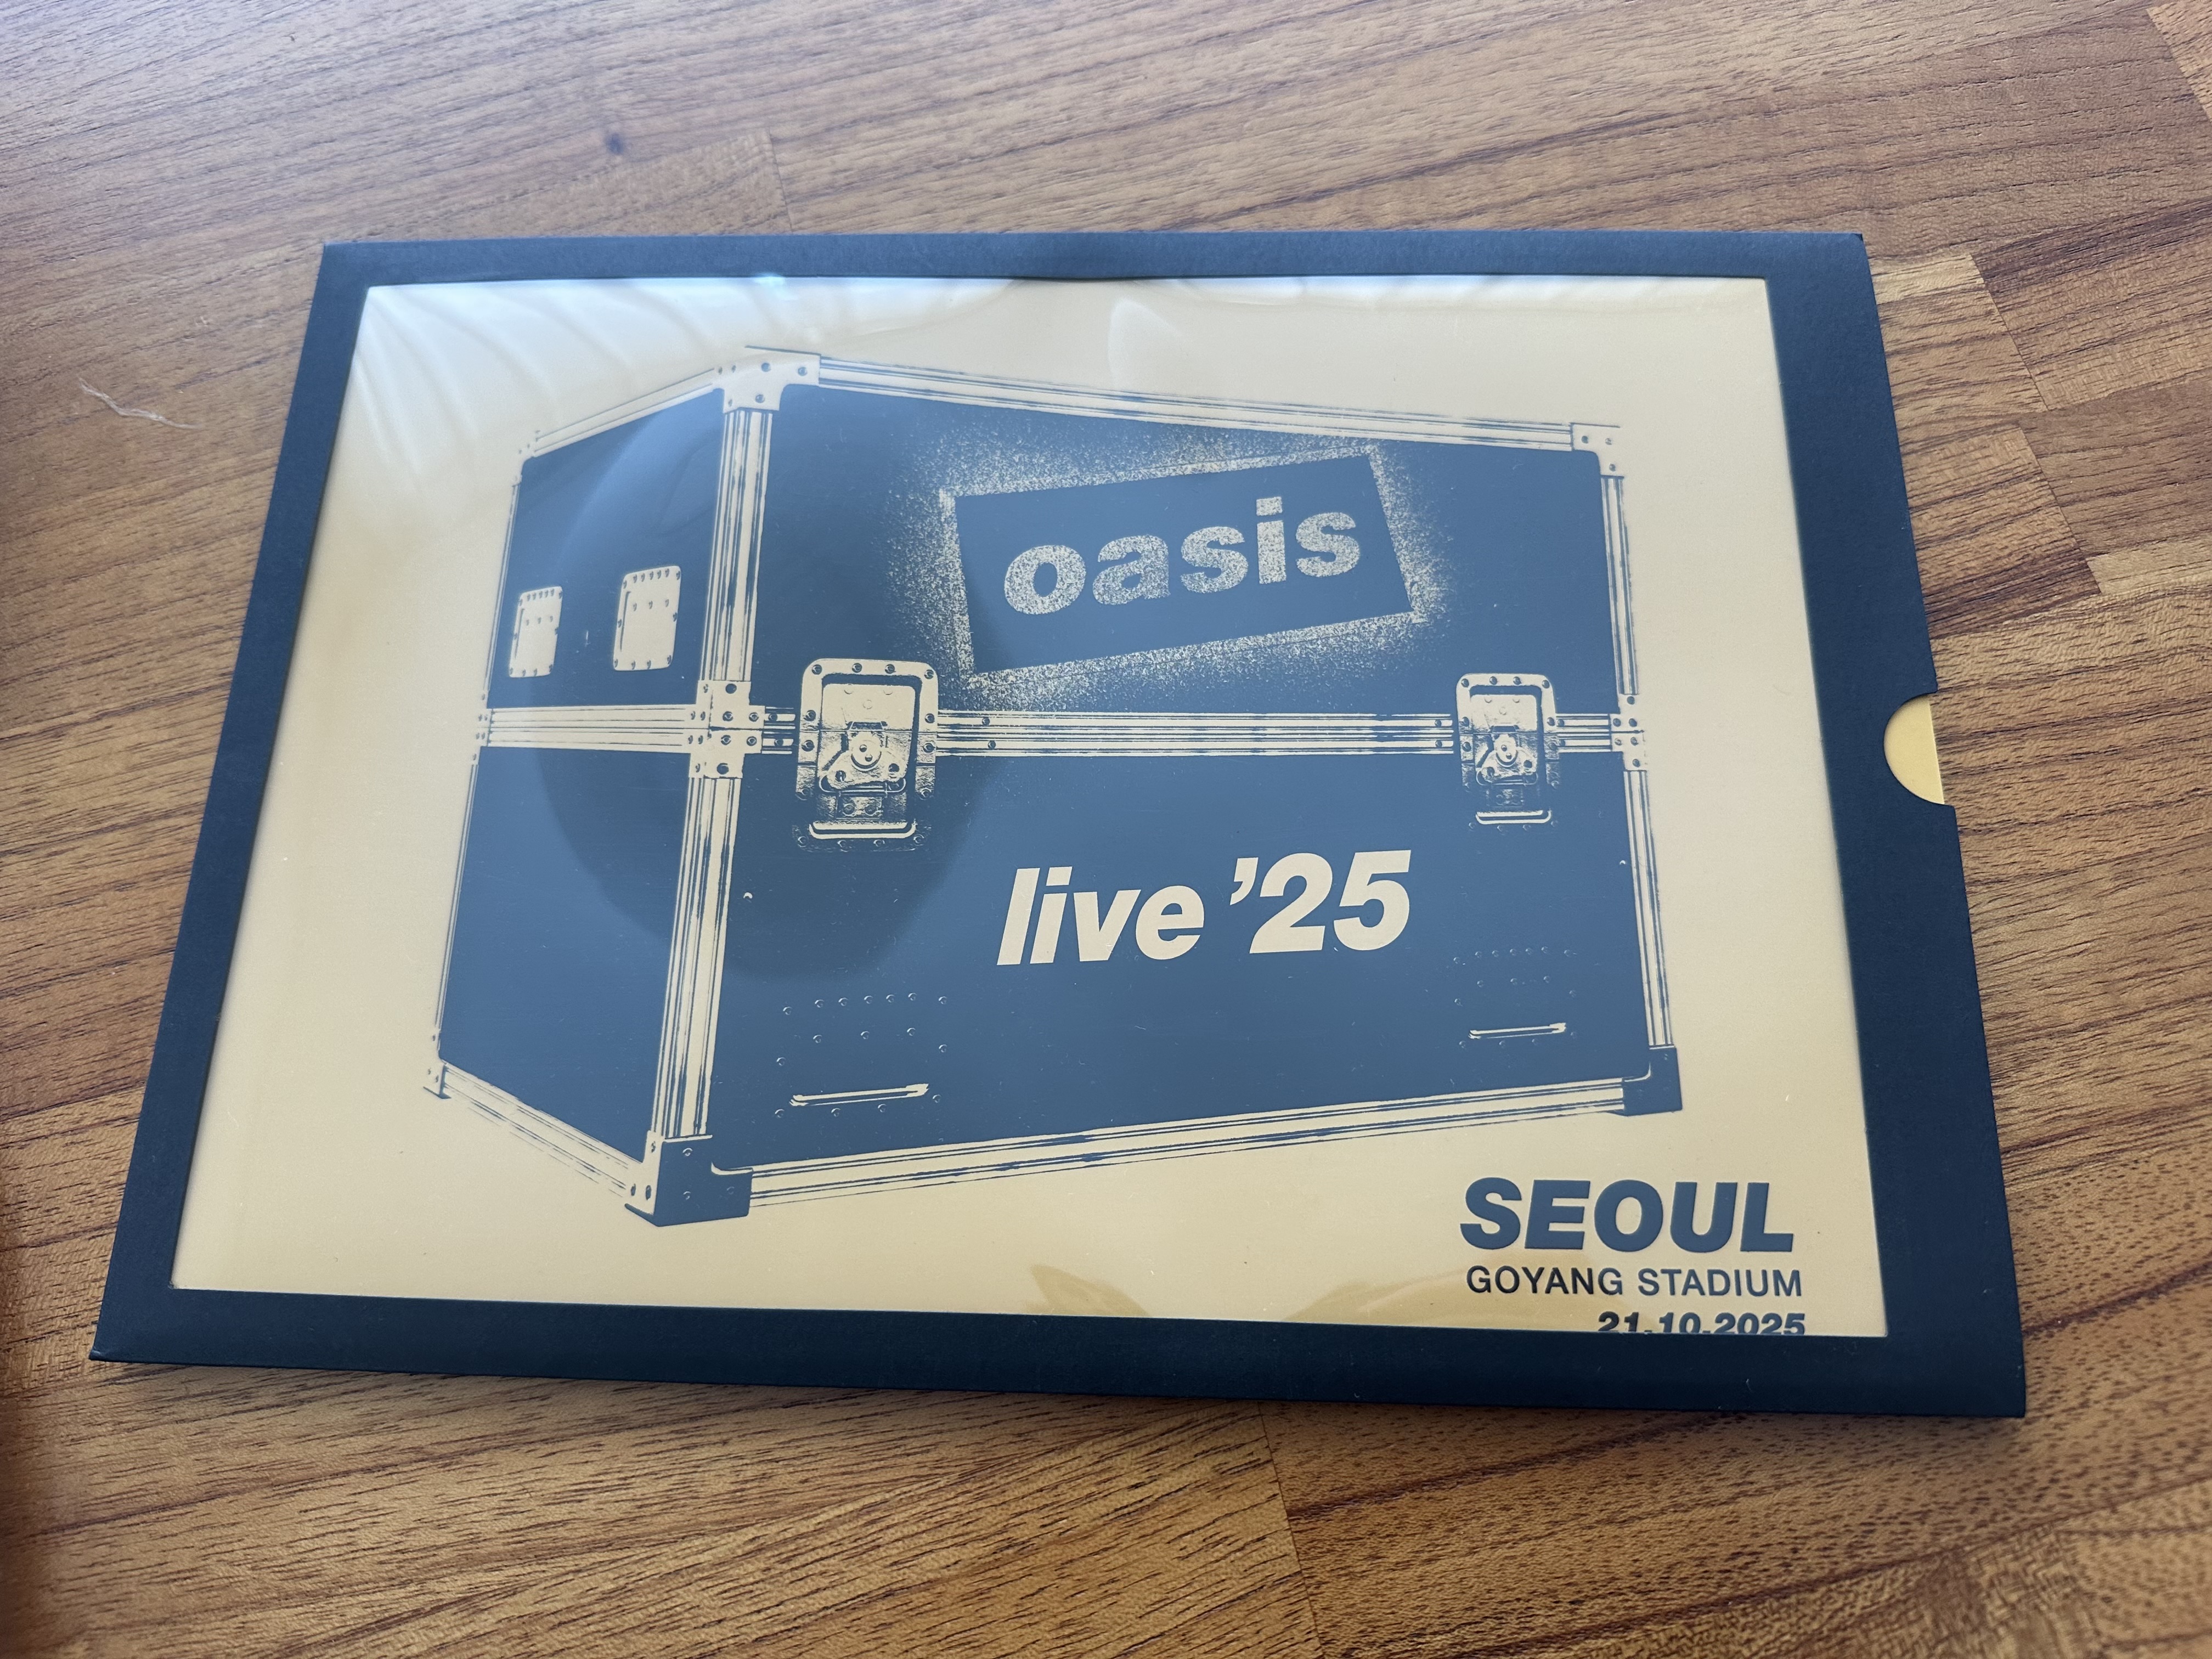 oasis
live '25
SEOUL
GOYANG STADIUM
21.10.2025